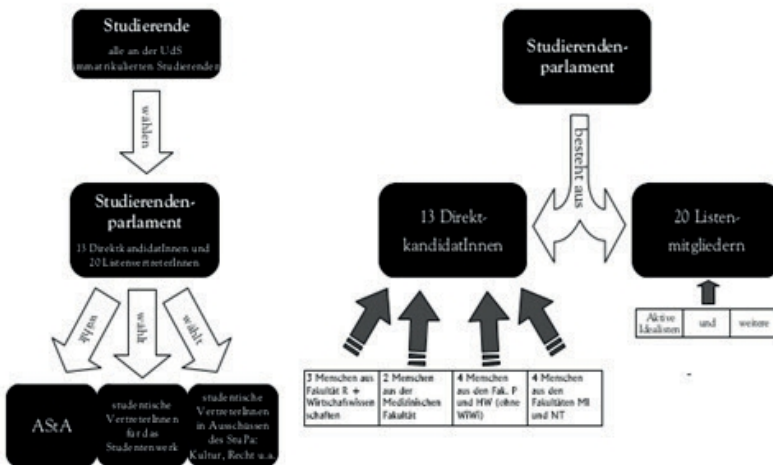 Studierende
alle an der UdS
immatrikulierten Studierenden
wählen
Studierenden-
parlament
13 DirektkandidatInnen und
20 ListenvertreterInnen
wählt
wählt
wählt
AStA
studentische
VertreterInnen
für das
Studentenwerk
studentische
VertreterInnen
in Ausschüssen
des StuPa:
Kultur, Recht u.a.
Studierenden-
parlament
besteht aus
13 Direkt-
kandidatInnen
20 Listen-
mitgliedern
3 Menschen aus
Fakultät R +
Wirtschaftswissen
schaften
2 Menschen
aus der
Medizinischen
Fakultät
4 Menschen
aus den Fak. P
und HW (ohne
WiWi)
4 Menschen
aus den
Fakultäten MI
und NT
Aktive
Idealisten
und
weitere
-